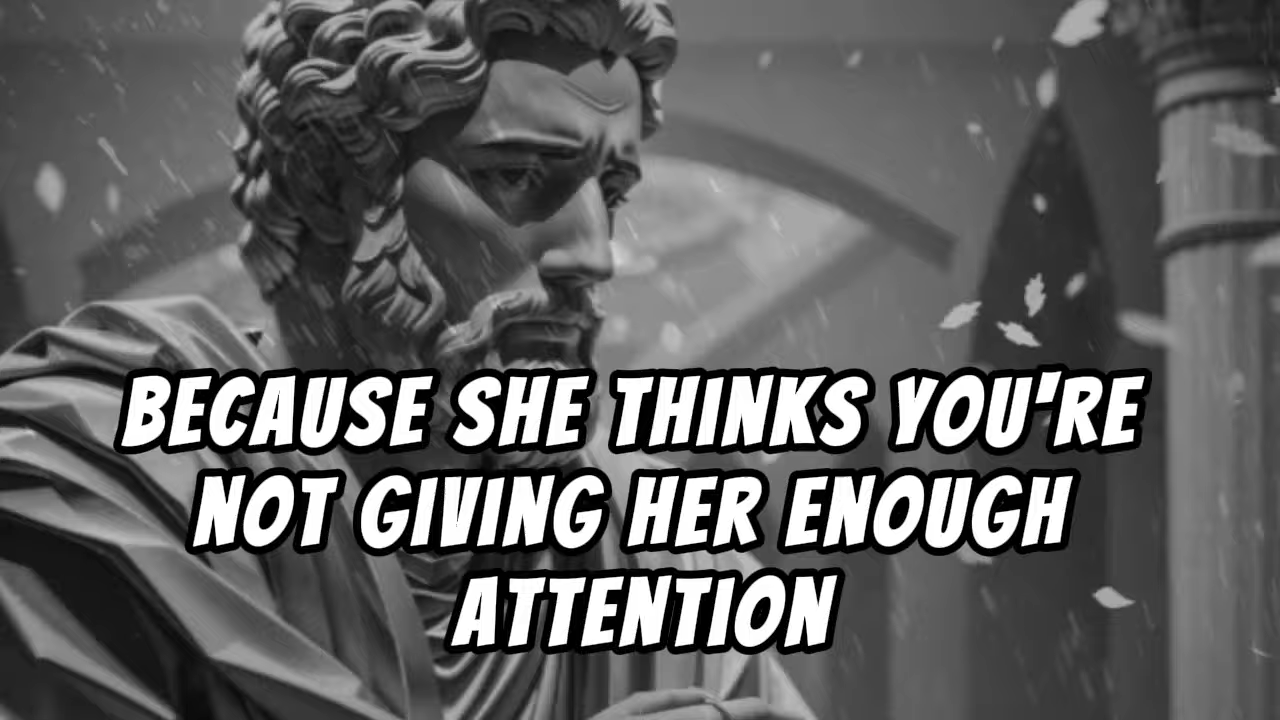 BECAUSE SHE THINKS YOU'RE
NOT GIVING HER ENOUGH
ATTENTION